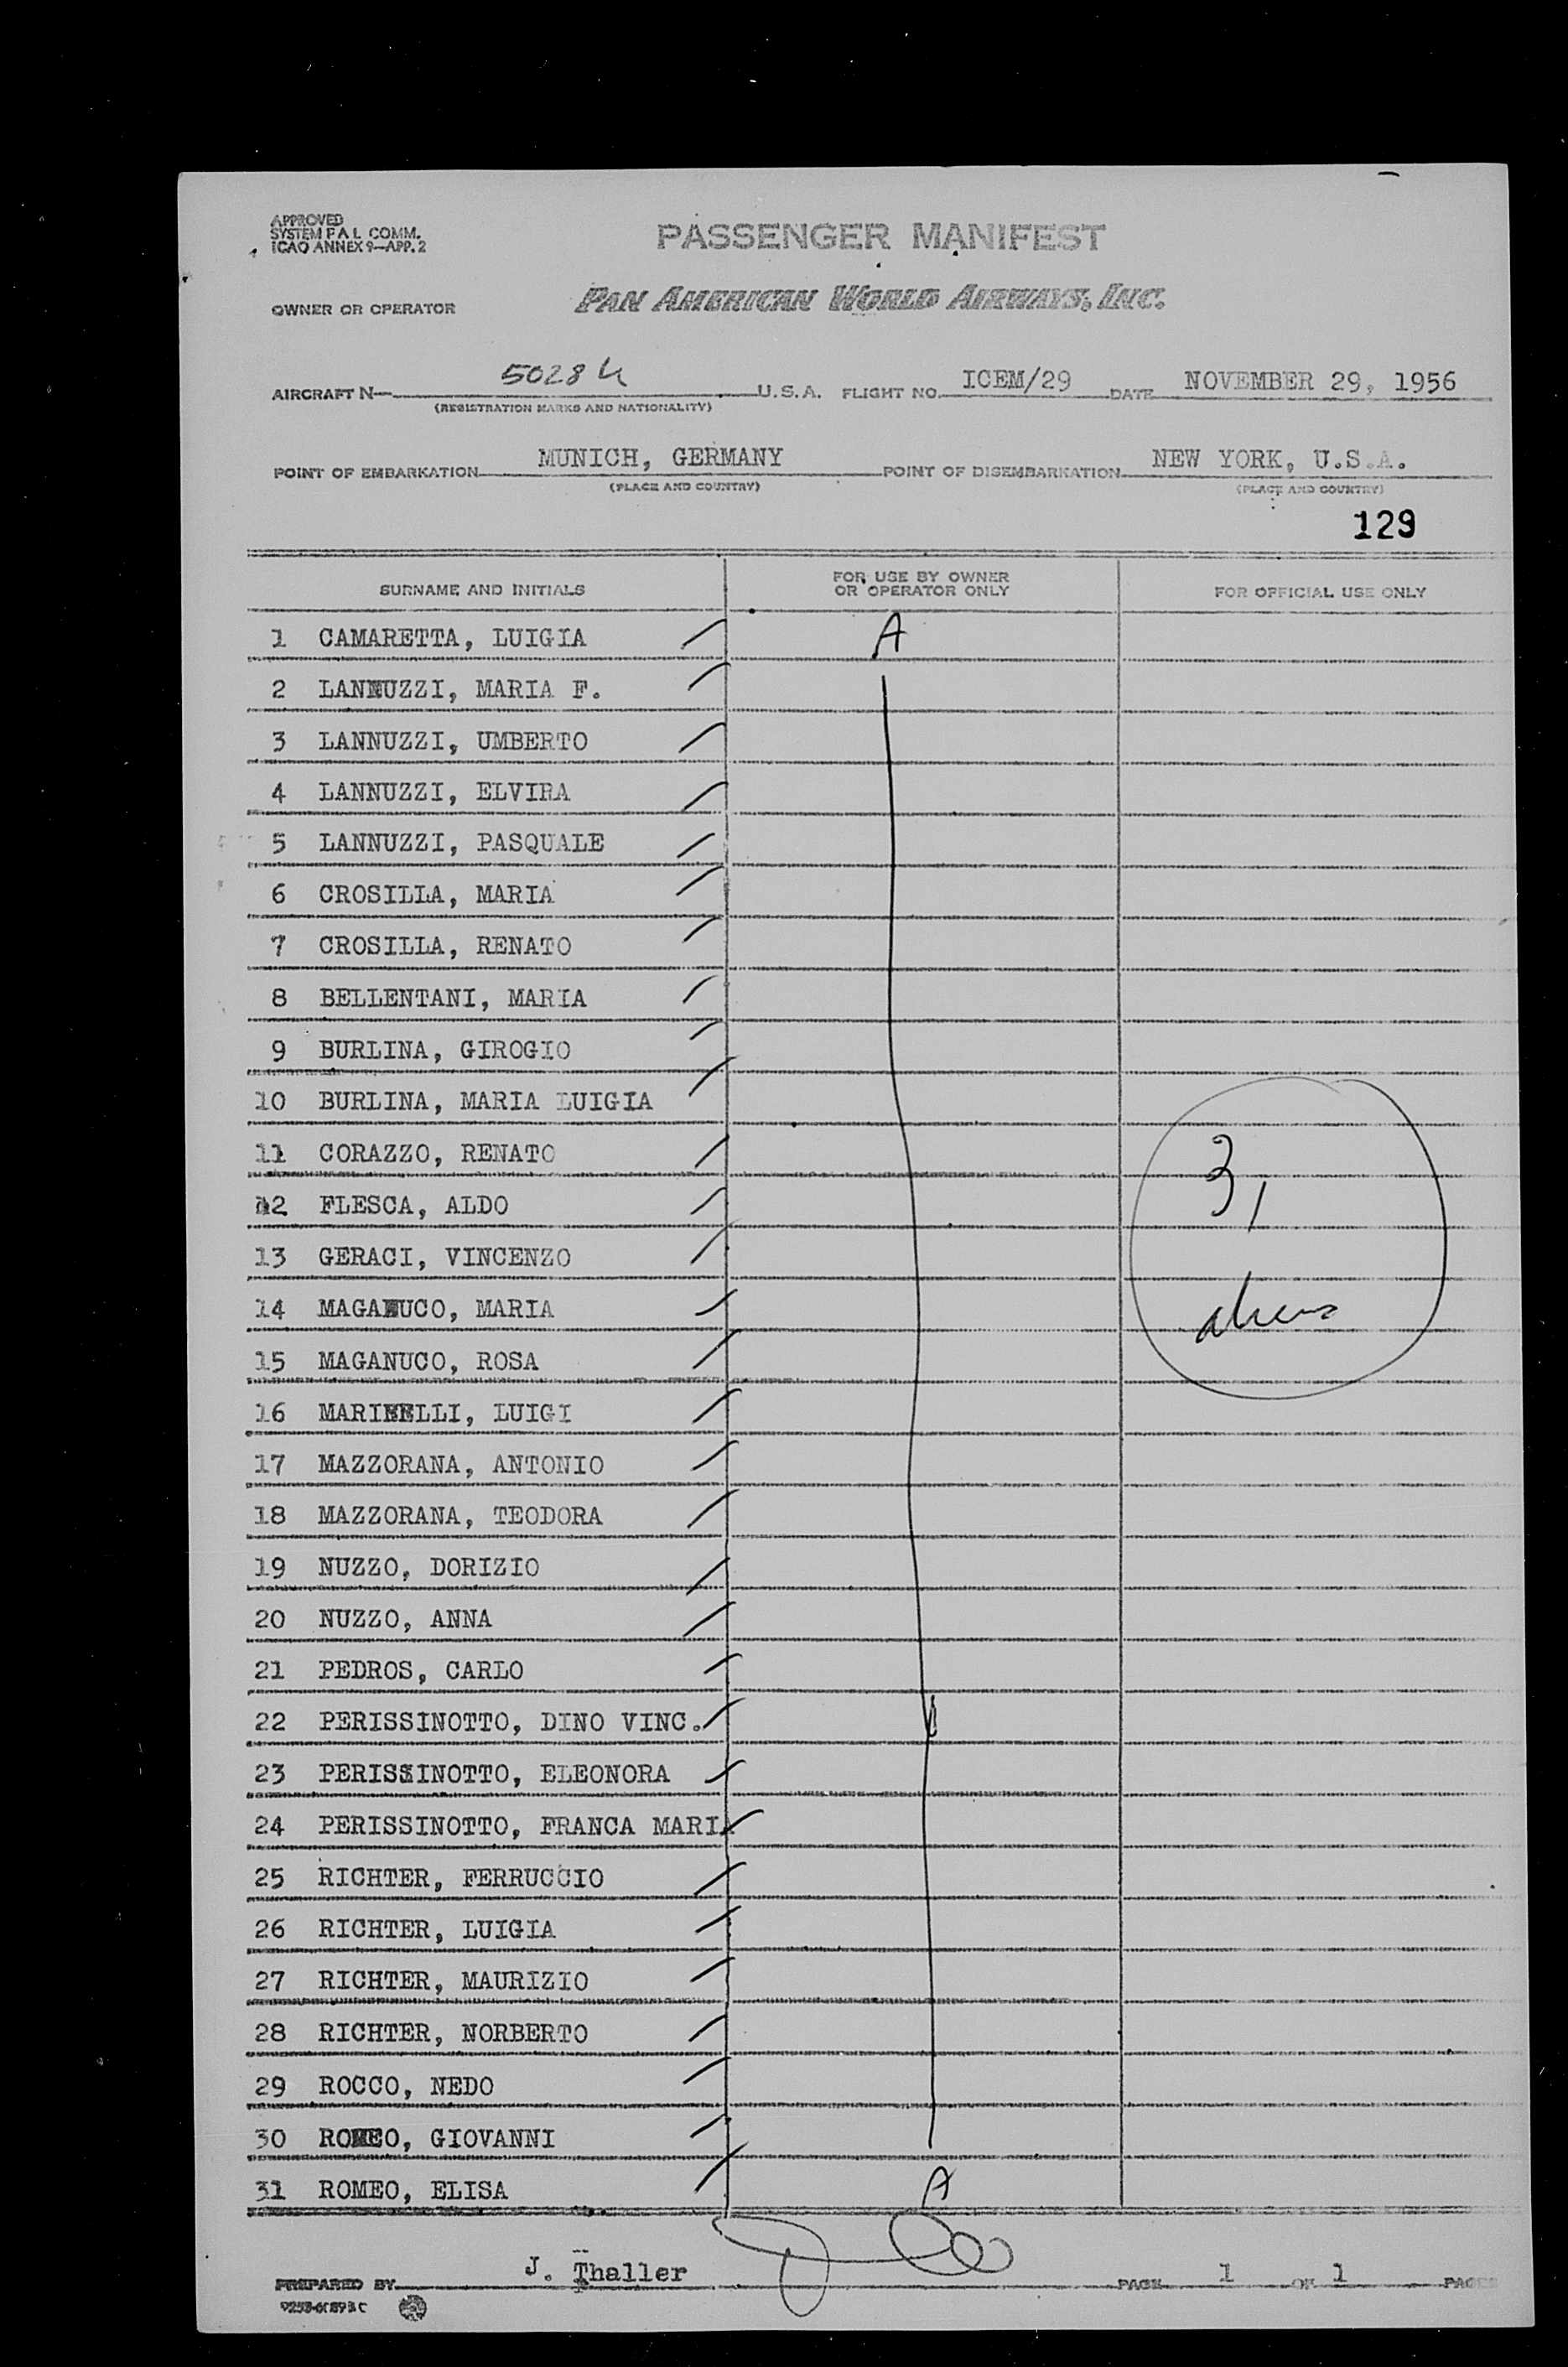 APPROVED
SYSTEM F A L COMM.
ICAO ANNEX 9—APP. 2
PASSENGER MANIFEST
OWNER OR OPERATOR PAN AMERICAN WORLD AIRWAYS, INC.
AIRCRAFT N— 5028 U.S.A. FLIGHT NO. ICEM/29 DATE NOVEMBER 29, 1956
(REGISTRATION MARKS AND NATIONALITY)
POINT OF EMBARKATION MUNICH, GERMANY POINT OF DISEMBARKATION NEW YORK, U.S.A.
(PLACE AND COUNTRY) (PLACE AND COUNTRY)
129
SURNAME AND INITIALS FOR USE BY OWNER OR OPERATOR ONLY FOR OFFICIAL USE ONLY
1 CAMARETTA, LUIGIA A
2 LANNUZZI, MARIA F.
3 LANNUZZI, UMBERTO
4 LANNUZZI, ELVIRA
5 LANNUZZI, PASQUALE
6 CROSILLA, MARIA
7 CROSILLA, RENATO
8 BELLENTANI, MARIA
9 BURLINA, GIROGIO
10 BURLINA, MARIA LUIGIA
11 CORAZZO, RENATO
12 FLESCA, ALDO
31
13 GERACI, VINCENZO
14 MAGANUCO, MARIA
aliens
15 MAGANUCO, ROSA
16 MARINELLI, LUIGI
17 MAZZORANA, ANTONIO
18 MAZZORANA, TEODORA
19 NUZZO, DORIZIO
20 NUZZO, ANNA
21 PEDROS, CARLO
22 PERISSINOTTO, DINO VINC.
23 PERISSINOTTO, ELEONORA
24 PERISSINOTTO, FRANCA MARIA
25 RICHTER, FERRUCCIO
26 RICHTER, LUIGIA
27 RICHTER, MAURIZIO
28 RICHTER, NORBERTO
29 ROCCO, NEDO
30 ROMEO, GIOVANNI
31 ROMEO, ELISA A
PREPARED BY J. Thaller PAGE 1 OF 1 PAGES